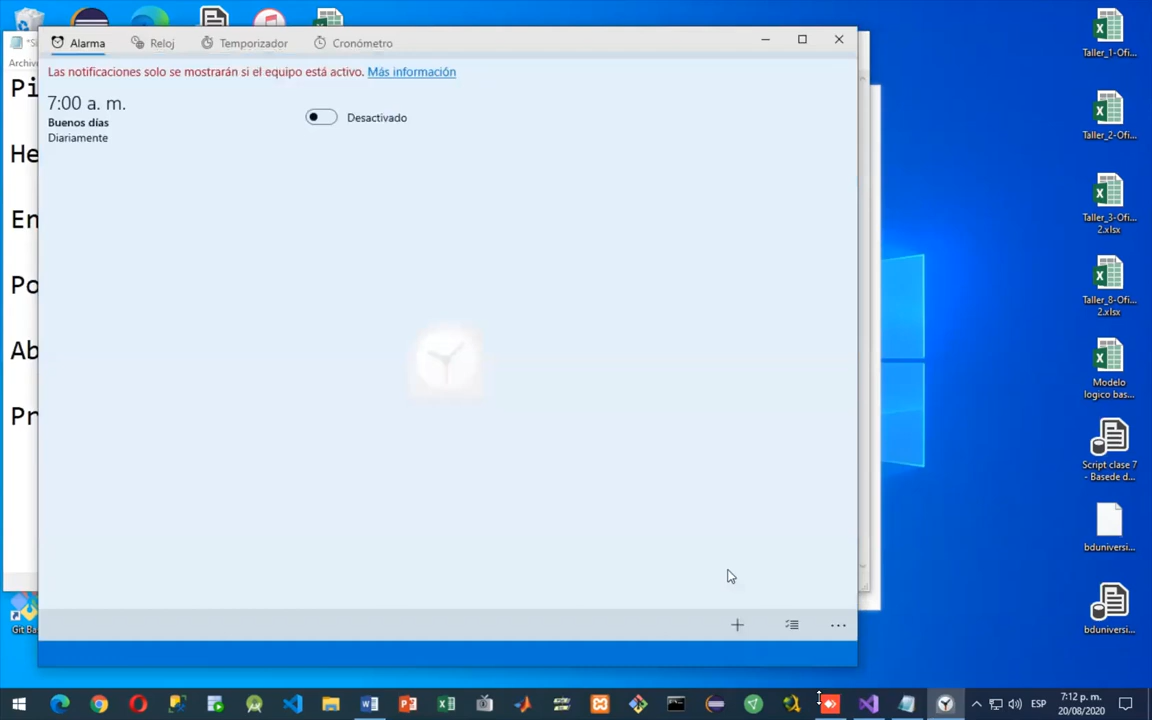 Alarma
Reloj
Temporizador
Cronómetro
Archiv
Las notificaciones solo se mostrarán si el equipo está activo. Más información
Pi
7:00 a. m.
Buenos días
Diariamente
Desactivado
He
En
Po
Ab
Pr
Git Ba
Taller_1-Ofi...
Taller_2-Ofi...
Taller_3-Ofi...
2.xlsx
Taller_8-Ofi...
2.xlsx
Modelo
logico bas...
Script clase 7
- Basede d...
bduniversi...
bduniversi...
ESP
7:12 p. m.
20/08/2020